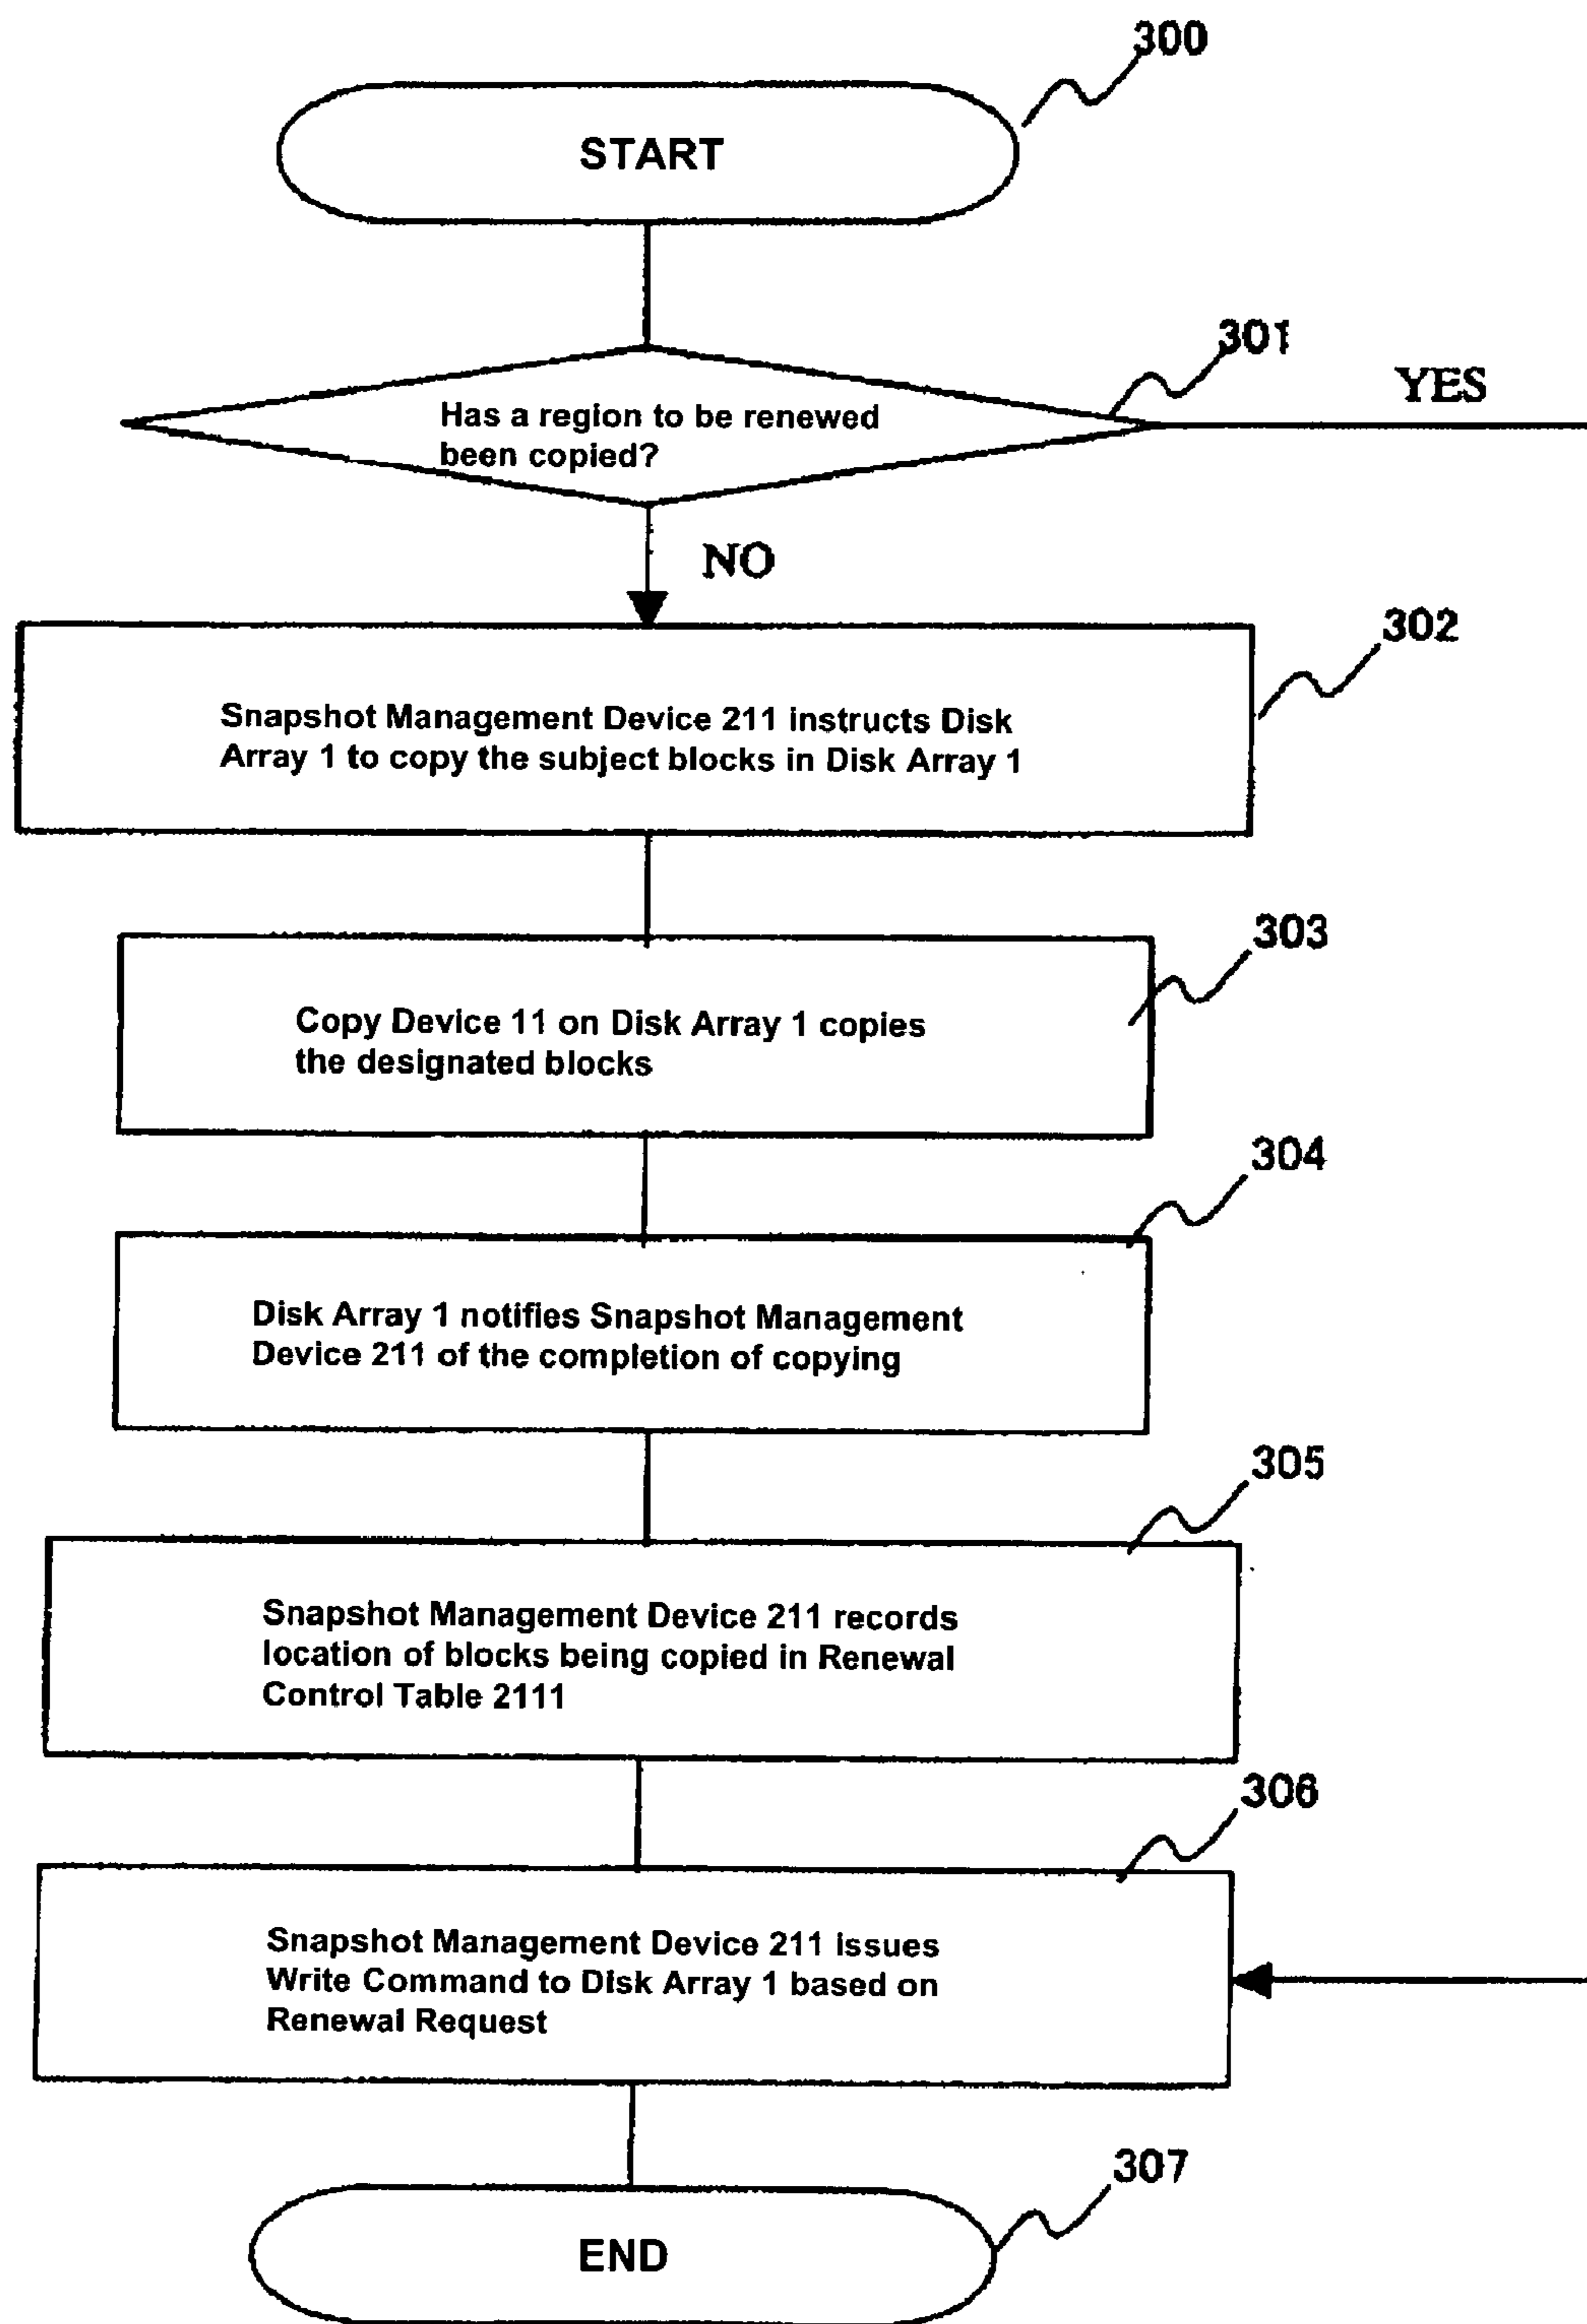 300
START
301
YES
Has a region to be renewed
been copied?
NO
302
Snapshot Management Device 211 instructs Disk
Array 1 to copy the subject blocks in Disk Array 1
303
Copy Device 11 on Disk Array 1 copies
the designated blocks
304
Disk Array 1 notifies Snapshot Management
Device 211 of the completion of copying
305
Snapshot Management Device 211 records
location of blocks being copied in Renewal
Control Table 2111
306
Snapshot Management Device 211 issues
Write Command to Disk Array 1 based on
Renewal Request
307
END